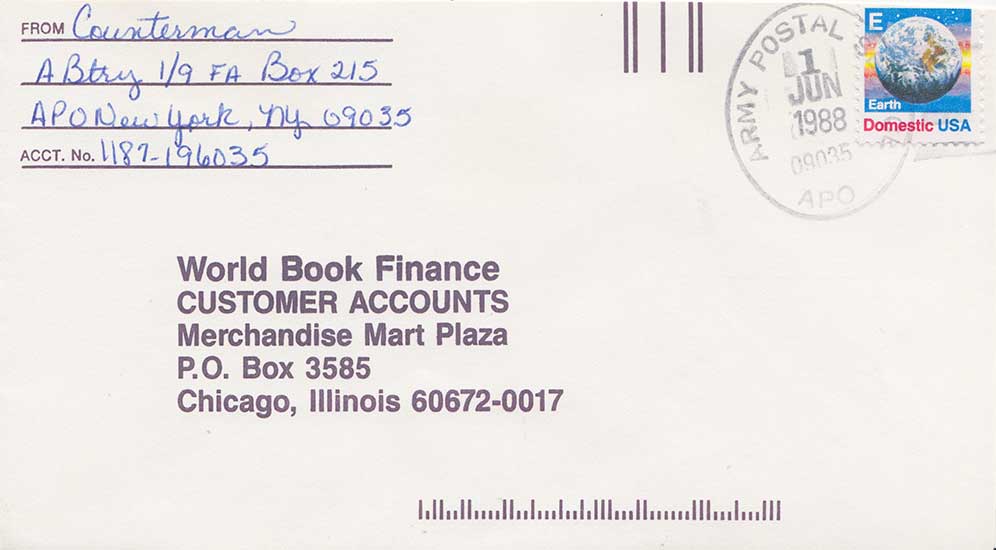 FROM Counterman
A Btry 1/9 FA Box 215
APO New York, NY 09035
ACCT. No. 1187-196035
ARMY POSTAL
1
JUN
1988
09035
APO
E
Earth
Domestic USA
World Book Finance
CUSTOMER ACCOUNTS
Merchandise Mart Plaza
P.O. Box 3585
Chicago, Illinois 60672-0017